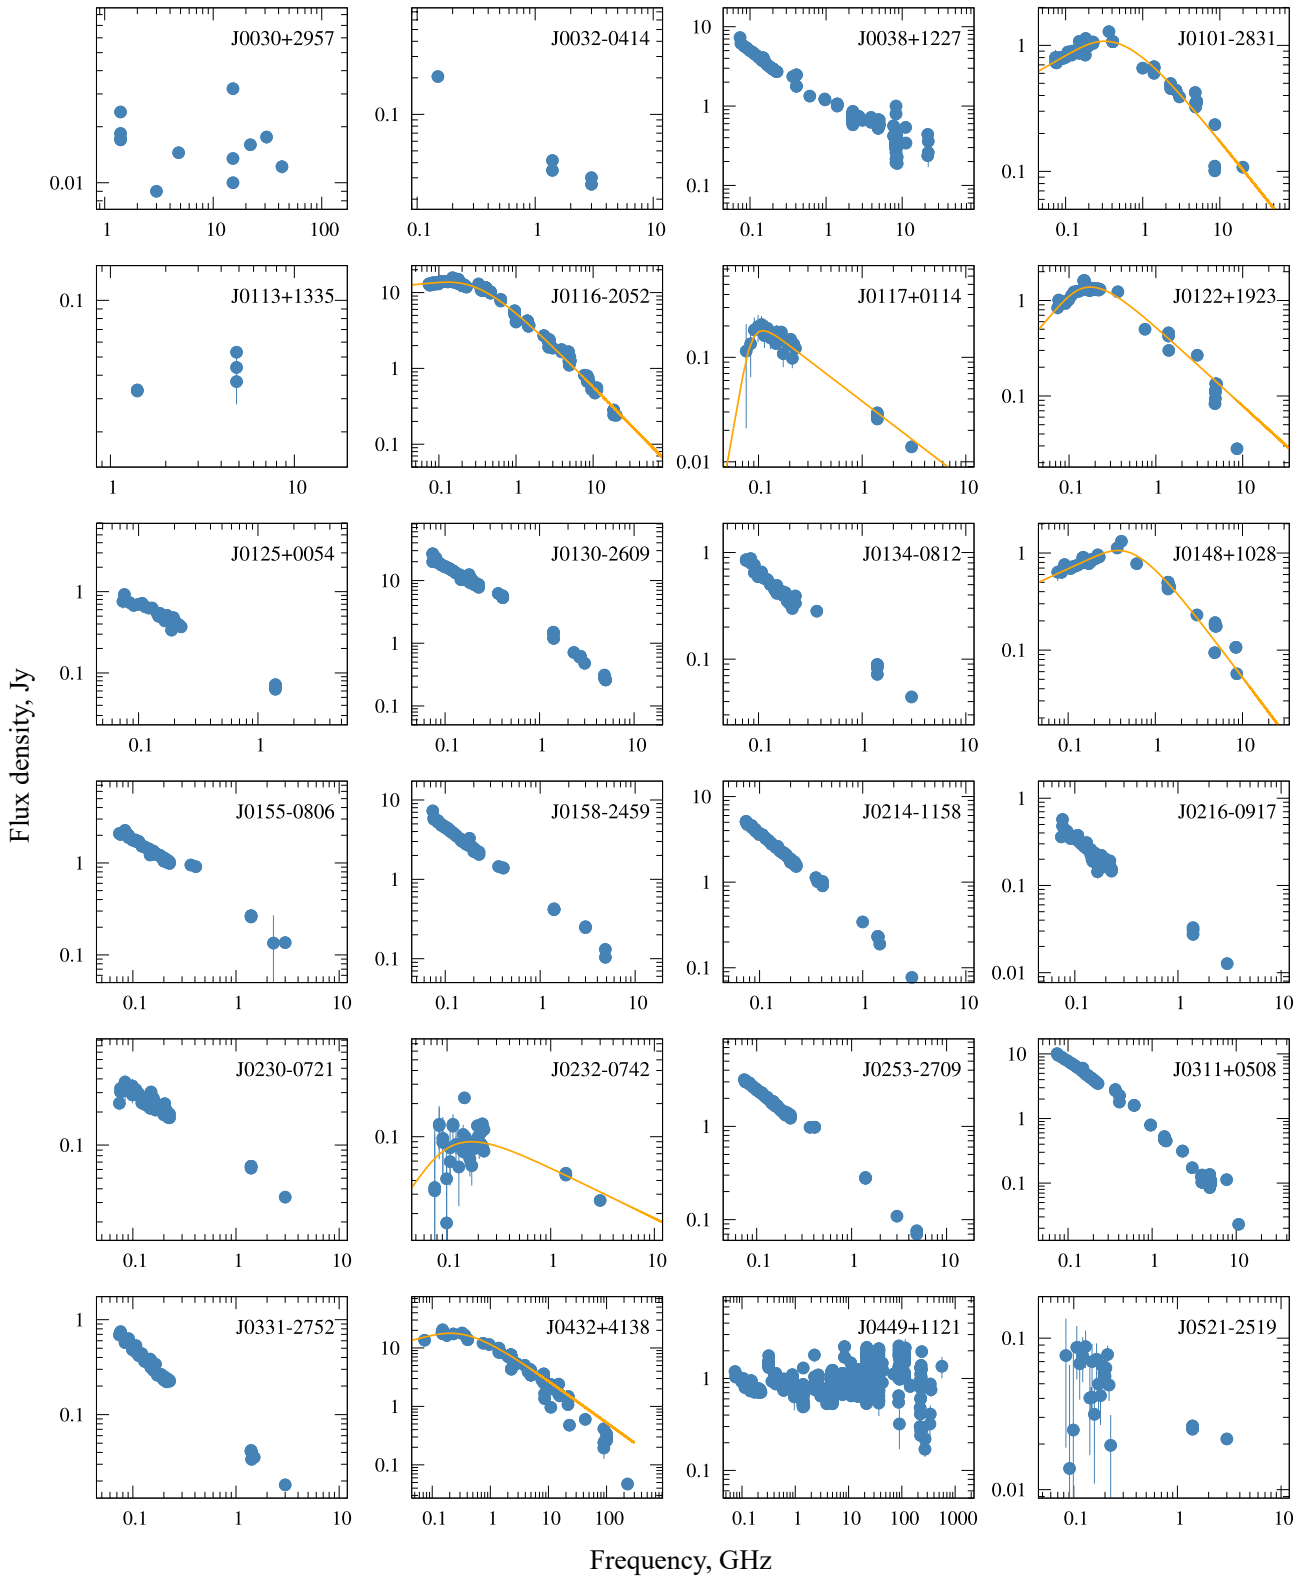 J0030+2957
0.01
1 10 100
J0032-0414
0.1
0.1 1 10
J0038+1227
10
1
0.1
0.1 1 10
J0101-2831
1
0.1
0.1 1 10
J0113+1335
0.1
1 10
J0116-2052
10
1
0.1
0.1 1 10
J0117+0114
0.1
0.01
0.1 1 10
J0122+1923
1
0.1
0.1 1 10
J0125+0054
1
0.1
0.1 1
J0130-2609
10
1
0.1
0.1 1 10
J0134-0812
1
0.1
0.1 1 10
J0148+1028
1
0.1
0.1 1 10
Flux density, Jy
J0155-0806
1
0.1
0.1 1 10
J0158-2459
10
1
0.1
0.1 1 10
J0214-1158
10
1
0.1
0.1 1 10
J0216-0917
1
0.1
0.01
0.1 1 10
J0230-0721
0.1
0.1 1 10
J0232-0742
0.1
0.1 1 10
J0253-2709
1
0.1
0.1 1 10
J0311+0508
10
1
0.1
0.1 1 10
J0331-2752
1
0.1
0.1 1 10
J0432+4138
10
1
0.1
0.1 1 10 100
J0449+1121
1
0.1
0.1 1 10 100 1000
J0521-2519
0.1
0.01
0.1 1 10
Frequency, GHz